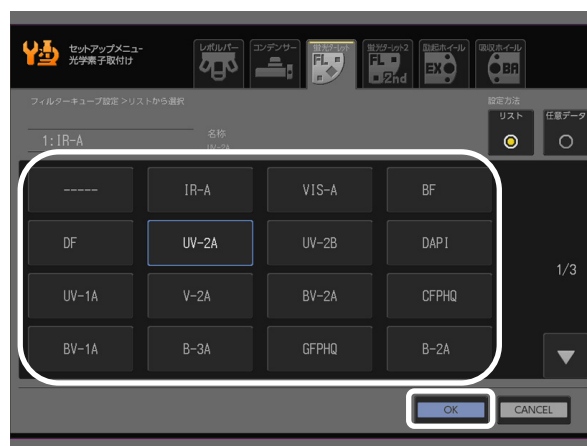 セットアップメニュー
光学素子取付け
レボルバー
コンデンサー
蛍光ターレット
FL
蛍光ターレット2
FL
2nd
励起ホイール
EX
吸収ホイール
BA
フィルターキューブ設定 >リストから選択
設定方法
リスト
任意データ
1:IR-A
名称
UV-2A
-----
IR-A
VIS-A
BF
DF
UV-2A
UV-2B
DAPI
UV-1A
V-2A
BV-2A
CFPHQ
BV-1A
B-3A
GFPHQ
B-2A
1/3
▼
OK
CANCEL